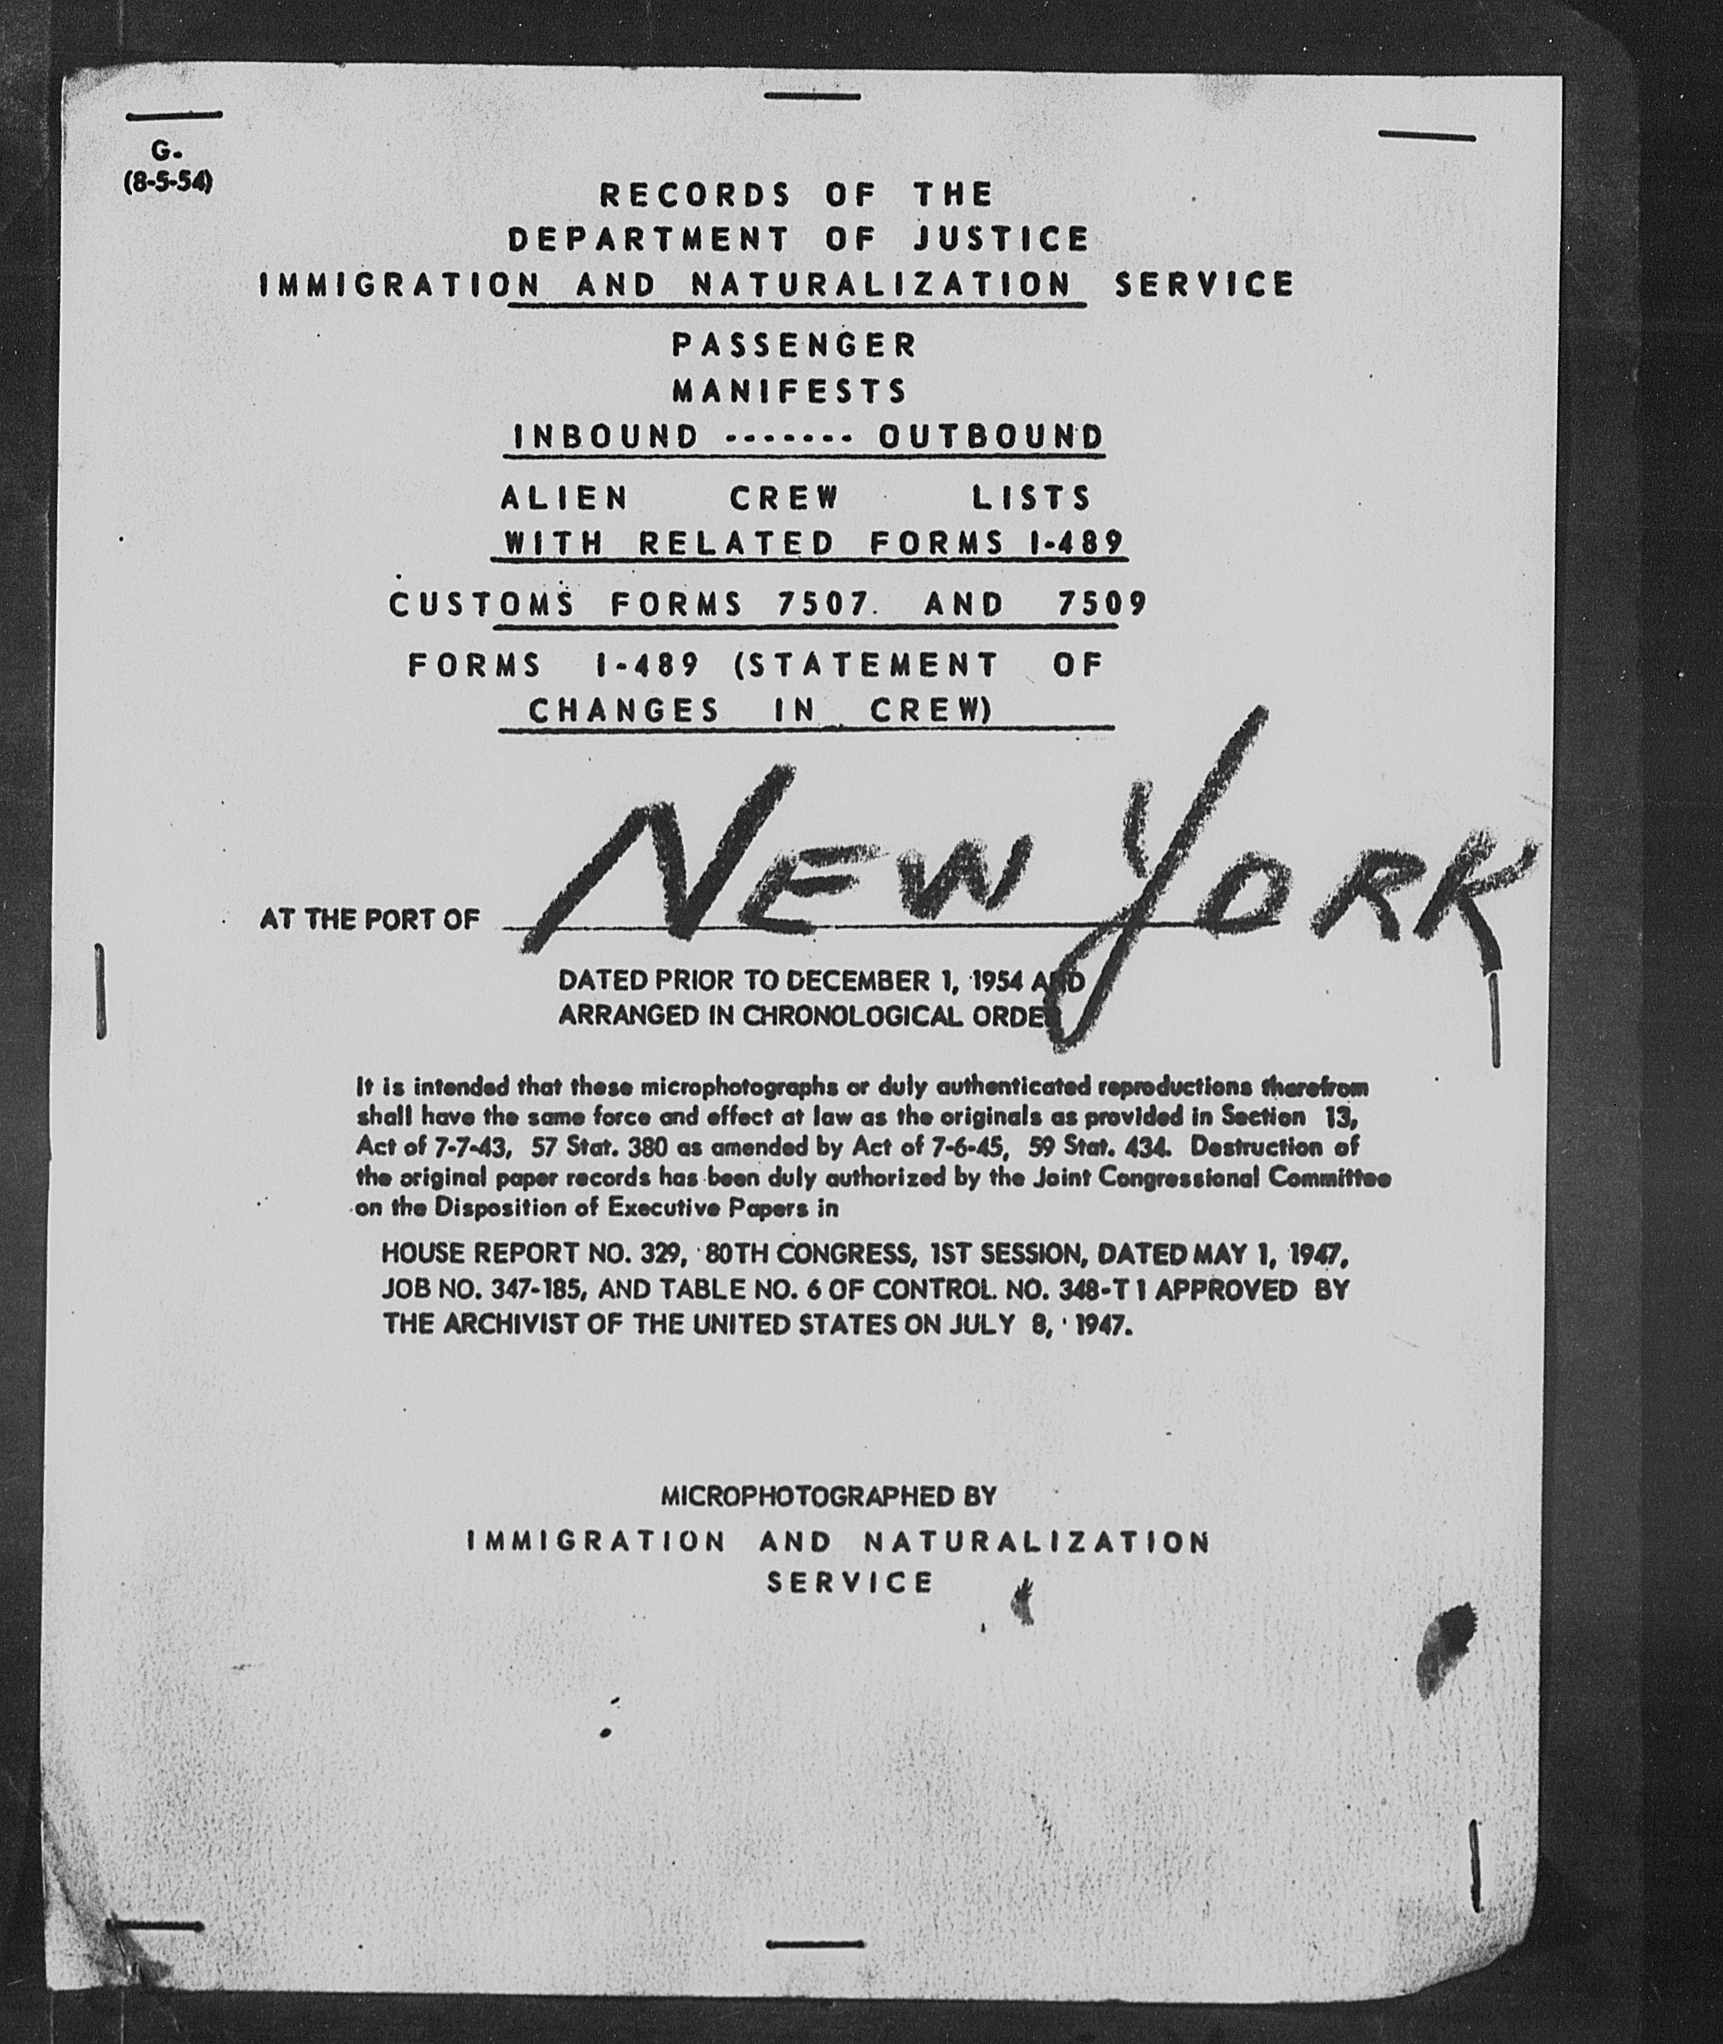 G.
(8-5-54)
RECORDS OF THE
DEPARTMENT OF JUSTICE
IMMIGRATION AND NATURALIZATION SERVICE
PASSENGER
MANIFESTS
INBOUND ------- OUTBOUND
ALIEN CREW LISTS
WITH RELATED FORMS I-489
CUSTOMS FORMS 7507. AND 7509
FORMS I-489 (STATEMENT OF
CHANGES IN CREW)
AT THE PORT OF NEW YORK
DATED PRIOR TO DECEMBER 1, 1954 AND
ARRANGED IN CHRONOLOGICAL ORDER
It is intended that these microphotographs or duly authenticated reproductions therefrom
shall have the same force and effect at law as the originals as provided in Section 13,
Act of 7-7-43, 57 Stat. 380 as amended by Act of 7-6-45, 59 Stat. 434. Destruction of
the original paper records has been duly authorized by the Joint Congressional Committee
on the Disposition of Executive Papers in
HOUSE REPORT NO. 329, 80TH CONGRESS, 1ST SESSION, DATED MAY 1, 1947,
JOB NO. 347-185, AND TABLE NO. 6 OF CONTROL NO. 348-T1 APPROVED BY
THE ARCHIVIST OF THE UNITED STATES ON JULY 8, 1947.
MICROPHOTOGRAPHED BY
IMMIGRATION AND NATURALIZATION
SERVICE